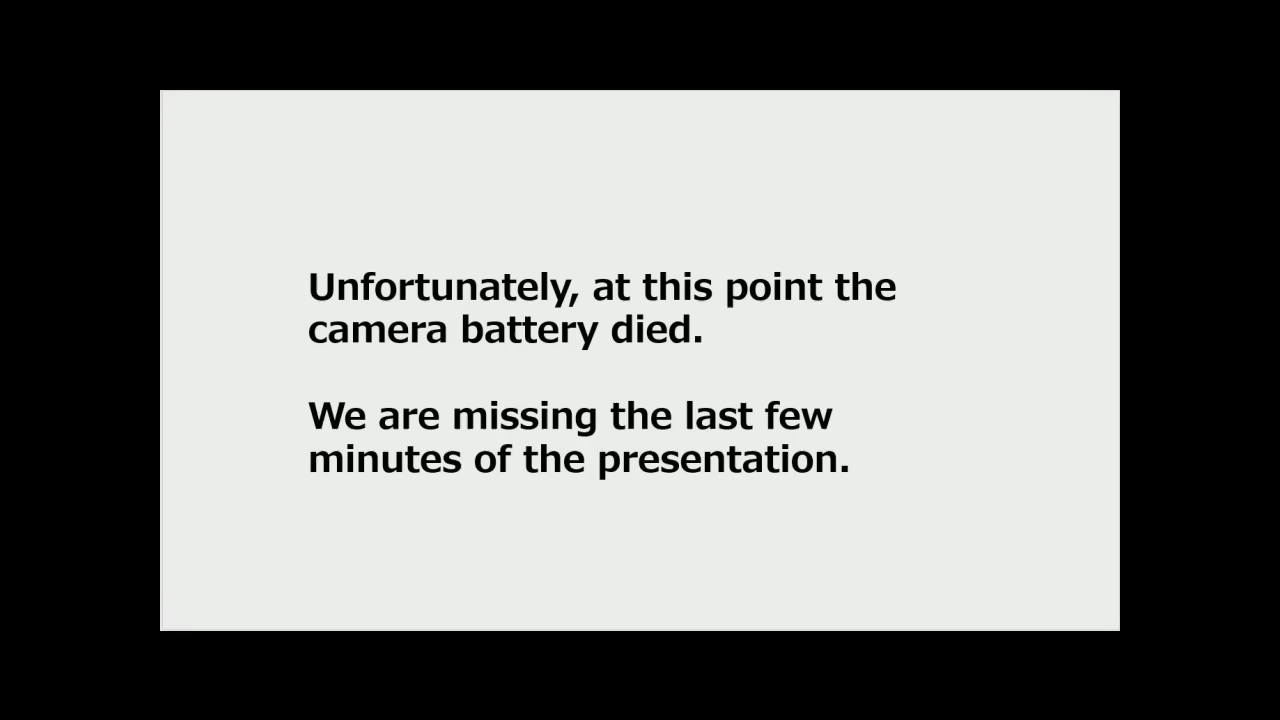 Unfortunately, at this point the
camera battery died.
We are missing the last few
minutes of the presentation.